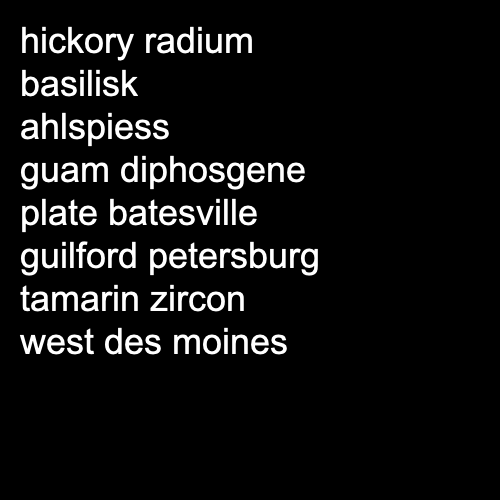 hickory radium
basilisk
ahlspiess
guam diphosgene
plate batesville
guilford petersburg
tamarin zircon
west des moines